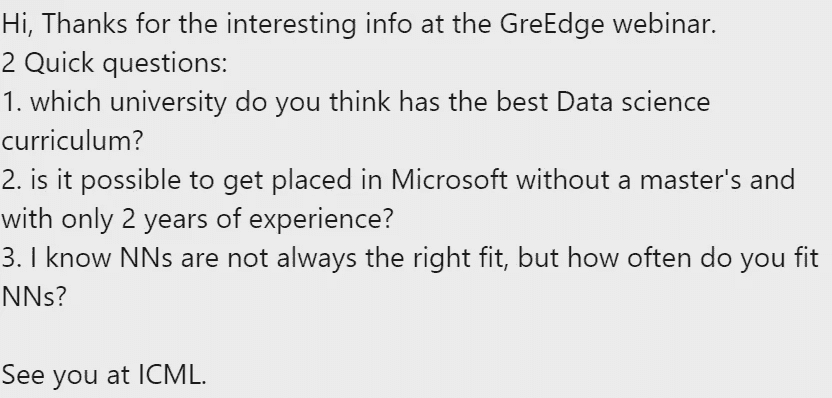 Hi, Thanks for the interesting info at the GreEdge webinar.
2 Quick questions:
1. which university do you think has the best Data science
curriculum?
2. is it possible to get placed in Microsoft without a master's and
with only 2 years of experience?
3. I know NNs are not always the right fit, but how often do you fit
NNs?
See you at ICML.